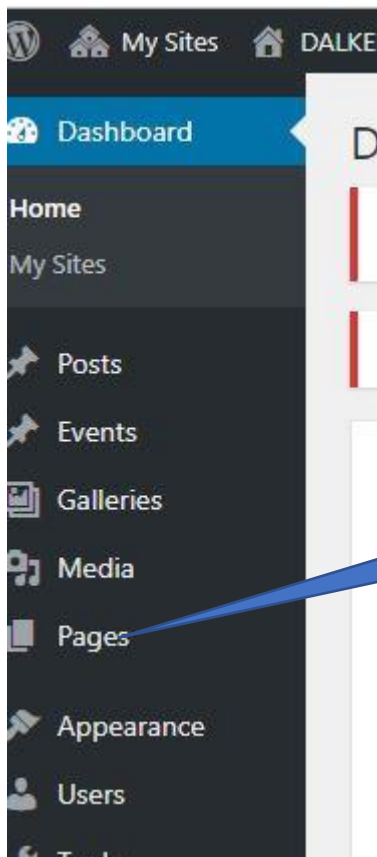 My Sites DALKE
Dashboard
D
Home
My Sites
Posts
Events
Galleries
Media
Pages
Appearance
Users